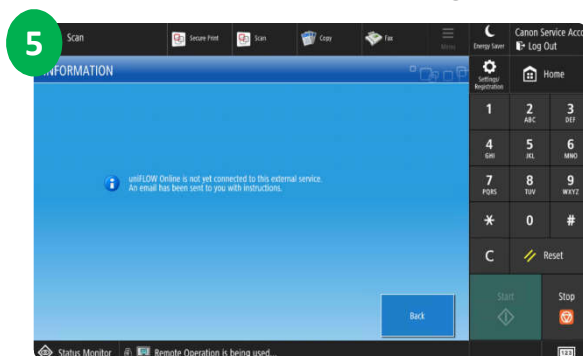 5
Scan
Secure Print
Scan
Copy
Fax
Menu
Energy Saver
Canon Service Acco
Log Out
INFORMATION
Settings/
Registration
Home
1
2
ABC
3
DEF
4
GHI
5
JKL
6
MNO
7
PQRS
8
TUV
9
WXYZ
*
0
#
C
Reset
uniFLOW Online is not yet connected to this external service.
An email has been sent to you with instructions.
Back
Start
Stop
Status Monitor
Remote Operation is being used...
123